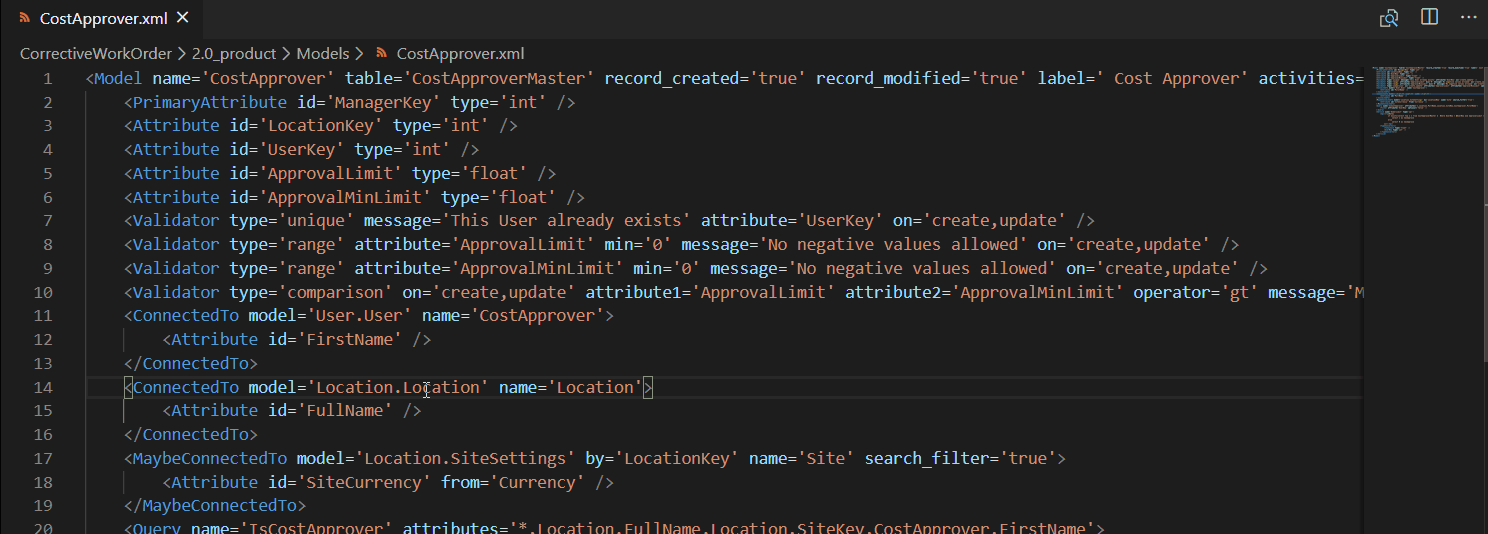 CostApprover.xml
CorrectiveWorkOrder > 2.0_product > Models > CostApprover.xml
1 <Model name='CostApprover' table='CostApproverMaster' record_created='true' record_modified='true' label=' Cost Approver' activities=
2 <PrimaryAttribute id='ManagerKey' type='int' />
3 <Attribute id='LocationKey' type='int' />
4 <Attribute id='UserKey' type='int' />
5 <Attribute id='ApprovalLimit' type='float' />
6 <Attribute id='ApprovalMinLimit' type='float' />
7 <Validator type='unique' message='This User already exists' attribute='UserKey' on='create,update' />
8 <Validator type='range' attribute='ApprovalLimit' min='0' message='No negative values allowed' on='create,update' />
9 <Validator type='range' attribute='ApprovalMinLimit' min='0' message='No negative values allowed' on='create,update' />
10 <Validator type='comparison' on='create,update' attribute1='ApprovalLimit' attribute2='ApprovalMinLimit' operator='gt' message='M
11 <ConnectedTo model='User.User' name='CostApprover'>
12 <Attribute id='FirstName' />
13 </ConnectedTo>
14 <ConnectedTo model='Location.Location' name='Location'>
15 <Attribute id='FullName' />
16 </ConnectedTo>
17 <MaybeConnectedTo model='Location.SiteSettings' by='LocationKey' name='Site' search_filter='true'>
18 <Attribute id='SiteCurrency' from='Currency' />
19 </MaybeConnectedTo>
20 <Query name='IsCostApprover' attributes='*,Location.FullName,Location.SiteKey,CostApprover.FirstName'>